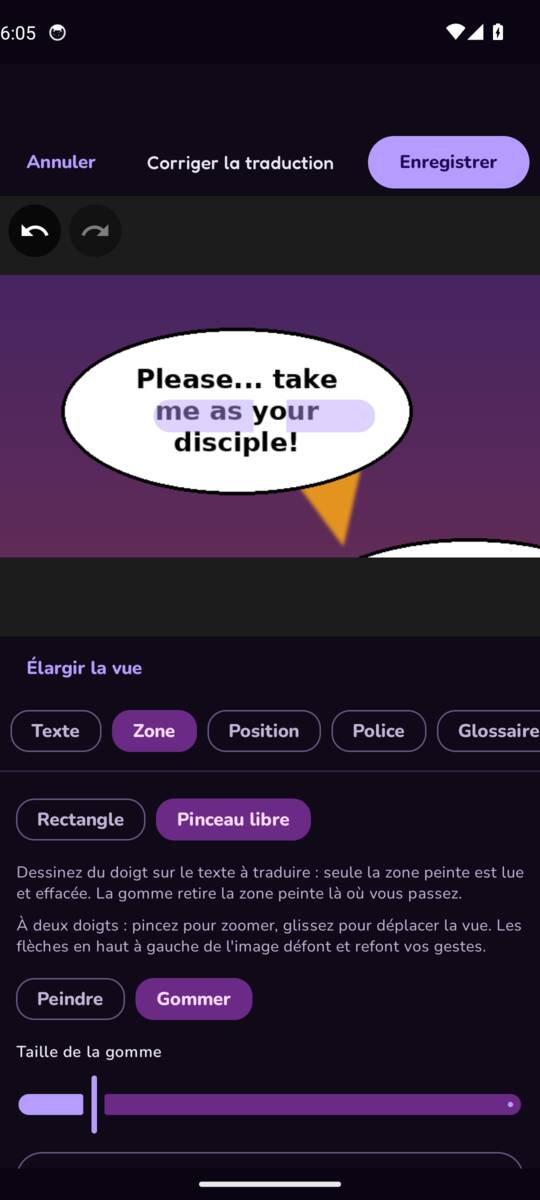 6:05
Annuler
Corriger la traduction
Enregistrer
Please... take
me as your
disciple!
Élargir la vue
Texte
Zone
Position
Police
Glossaire
Rectangle
Pinceau libre
Dessinez du doigt sur le texte à traduire : seule la zone peinte est lue
et effacée. La gomme retire la zone peinte là où vous passez.
À deux doigts : pincez pour zoomer, glissez pour déplacer la vue. Les
flèches en haut à gauche de l'image défont et refont vos gestes.
Peindre
Gommer
Taille de la gomme